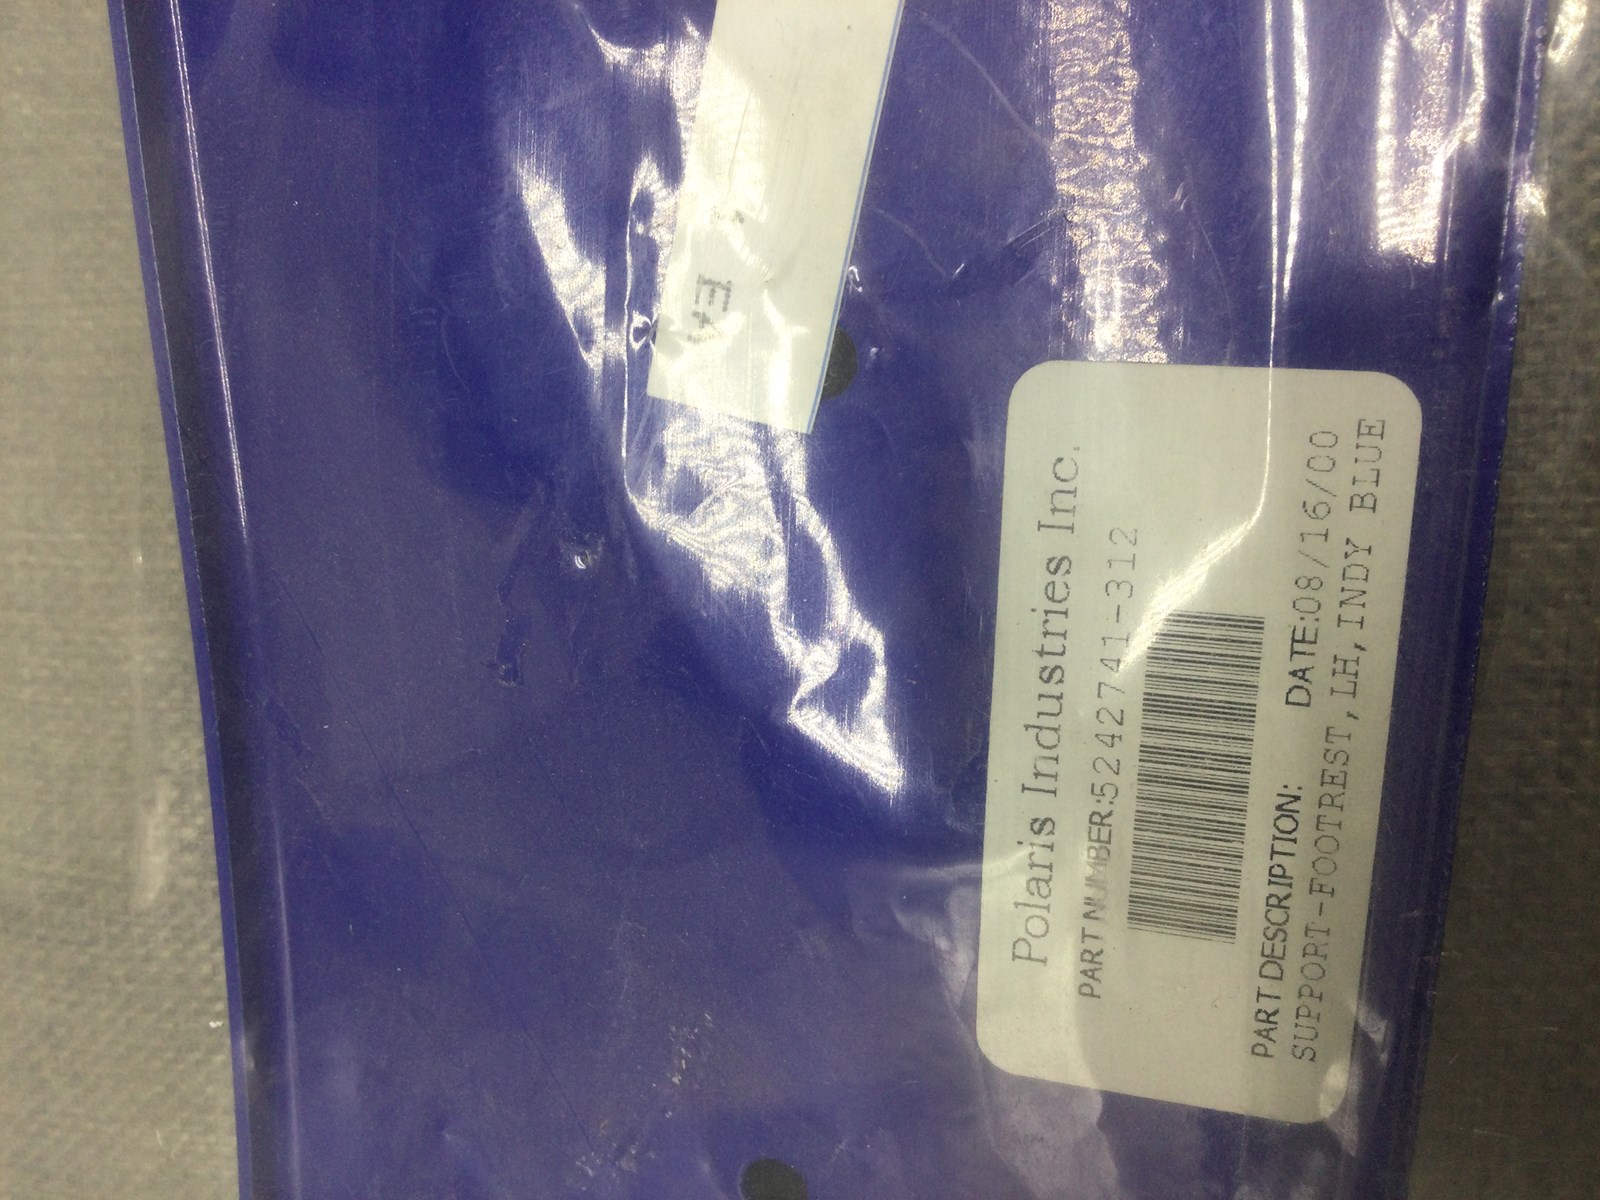 Polaris Industries Inc.
PART NUMBER:5242741-312
PART DESCRIPTION: DATE:08/16/00
SUPPORT-FOOTREST,LH,INDY BLUE